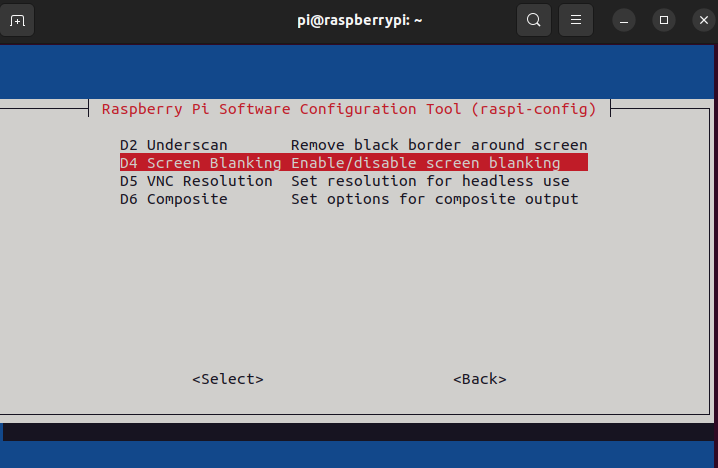 pi@raspberrypi: ~
Raspberry Pi Software Configuration Tool (raspi-config)
D2 Underscan Remove black border around screen
D4 Screen Blanking Enable/disable screen blanking
D5 VNC Resolution Set resolution for headless use
D6 Composite Set options for composite output
<Select> <Back>